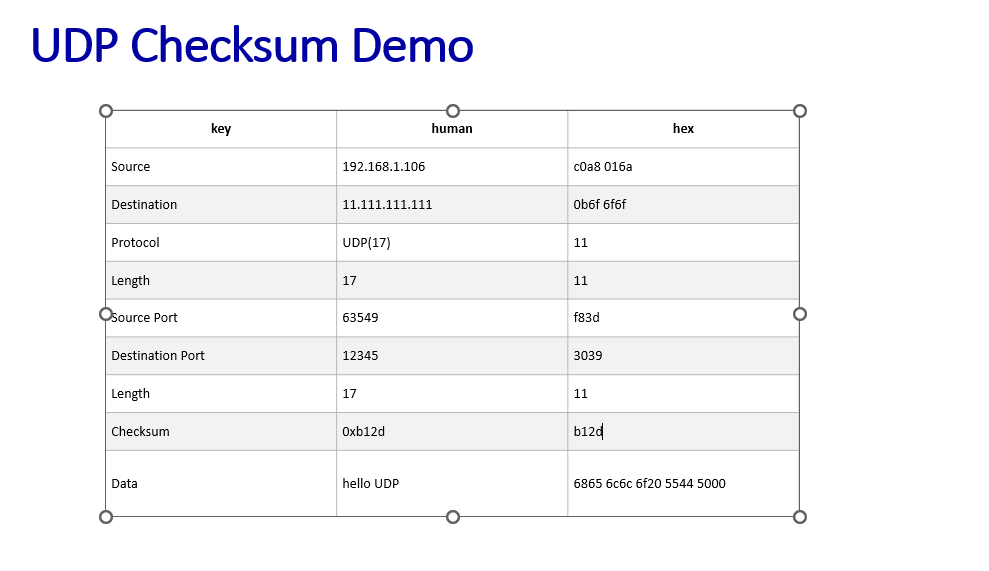 UDP Checksum Demo
key human hex
Source 192.168.1.106 c0a8 016a
Destination 11.111.111.111 0b6f 6f6f
Protocol UDP(17) 11
Length 17 11
Source Port 63549 f83d
Destination Port 12345 3039
Length 17 11
Checksum 0xb12d b12d
Data hello UDP 6865 6c6c 6f20 5544 5000